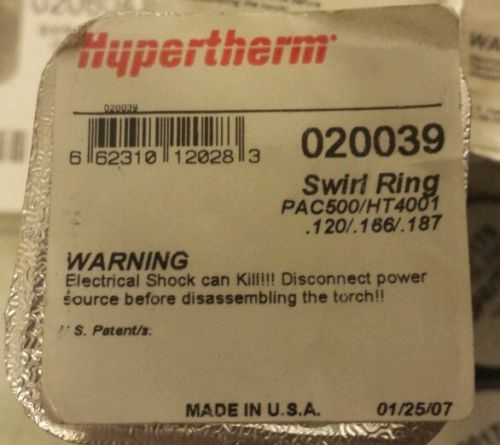 Hypertherm
020039
6 62310 12028 3
020039
Swirl Ring
PAC500/HT4001
.120/.166/.187
WARNING
Electrical Shock can Kill!!! Disconnect power
source before disassembling the torch!!
U.S. Patent/s:
MADE IN U.S.A. 01/25/07